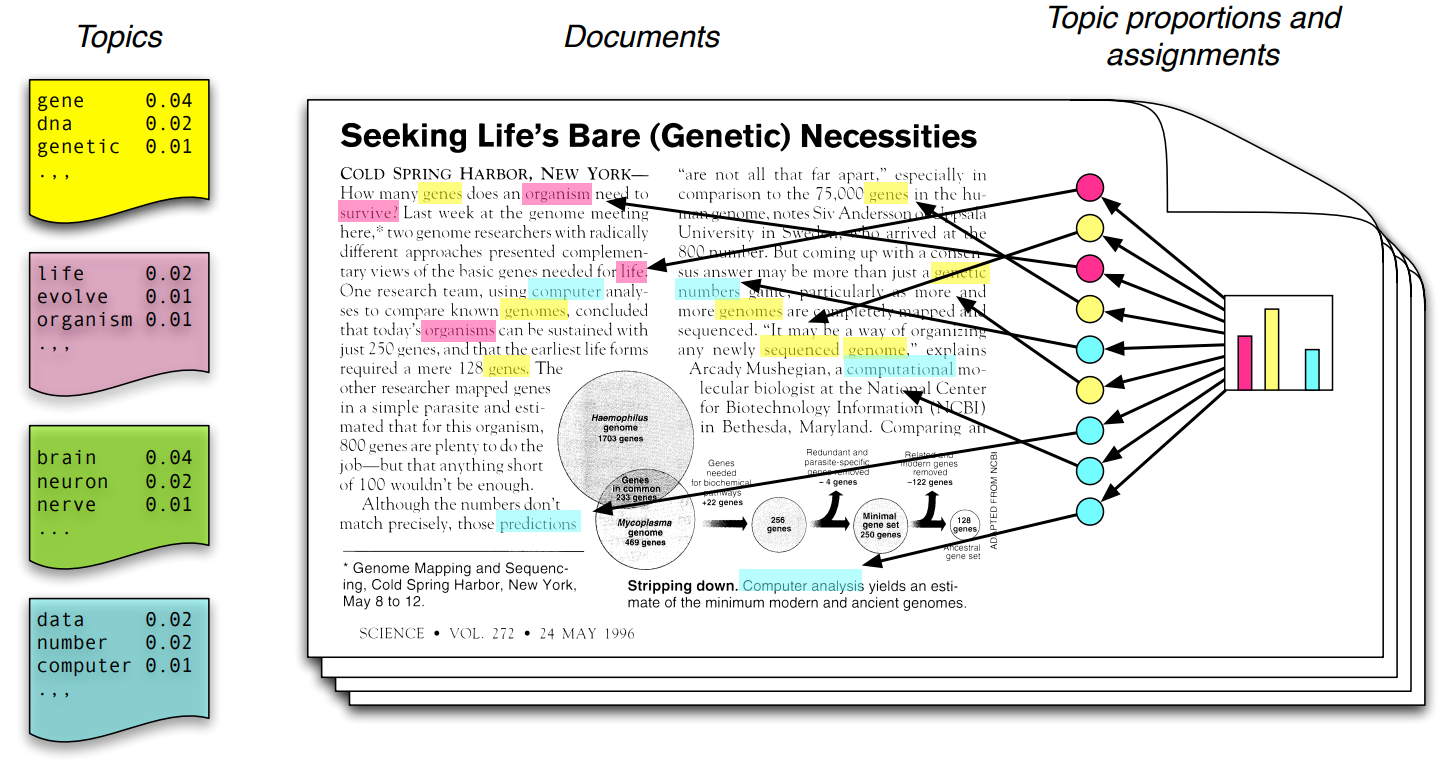 Topics
gene 0.04
dna 0.02
genetic 0.01
.,,
life 0.02
evolve 0.01
organism 0.01
.,,
brain 0.04
neuron 0.02
nerve 0.01
...
data 0.02
number 0.02
computer 0.01
.,,
Documents
Seeking Life's Bare (Genetic) Necessities
COLD SPRING HARBOR, NEW YORK—
How many genes does an organism need to
survive? Last week at the genome meeting
here,* two genome researchers with radically
different approaches presented complemen-
tary views of the basic genes needed for life.
One research team, using computer analy-
ses to compare known genomes, concluded
that today's organisms can be sustained with
just 250 genes, and that the earliest life forms
required a mere 128 genes. The
other researcher mapped genes
in a simple parasite and esti-
mated that for this organism,
800 genes are plenty to do the
job—but that anything short
of 100 wouldn't be enough.
Although the numbers don't
match precisely, those predictions
* Genome Mapping and Sequenc-
ing, Cold Spring Harbor, New York,
May 8 to 12.
"are not all that far apart," especially in
comparison to the 75,000 genes in the hu-
man genome, notes Siv Andersson of Uppsala
University in Sweden, who arrived at the
800 number. But coming up with a consen-
sus answer may be more than just a genetic
numbers game, particularly as more and
more genomes are completely mapped and
sequenced. "It may be a way of organizing
any newly sequenced genome," explains
Arcady Mushegian, a computational mo-
lecular biologist at the National Center
for Biotechnology Information (NCBI)
in Bethesda, Maryland. Comparing an
Haemophilus
genome
1703 genes
Genes
in common
233 genes
Mycoplasma
genome
469 genes
Genes
needed
for biochemical
pathways
+22 genes
256
genes
Redundant and
parasite-specific
genes removed
– 4 genes
Minimal
gene set
250 genes
Related and
modern genes
removed
–122 genes
128
genes
Ancestral
gene set
ADAPTED FROM NCBI
Stripping down. Computer analysis yields an esti-
mate of the minimum modern and ancient genomes.
SCIENCE • VOL. 272 • 24 MAY 1996
Topic proportions and
assignments